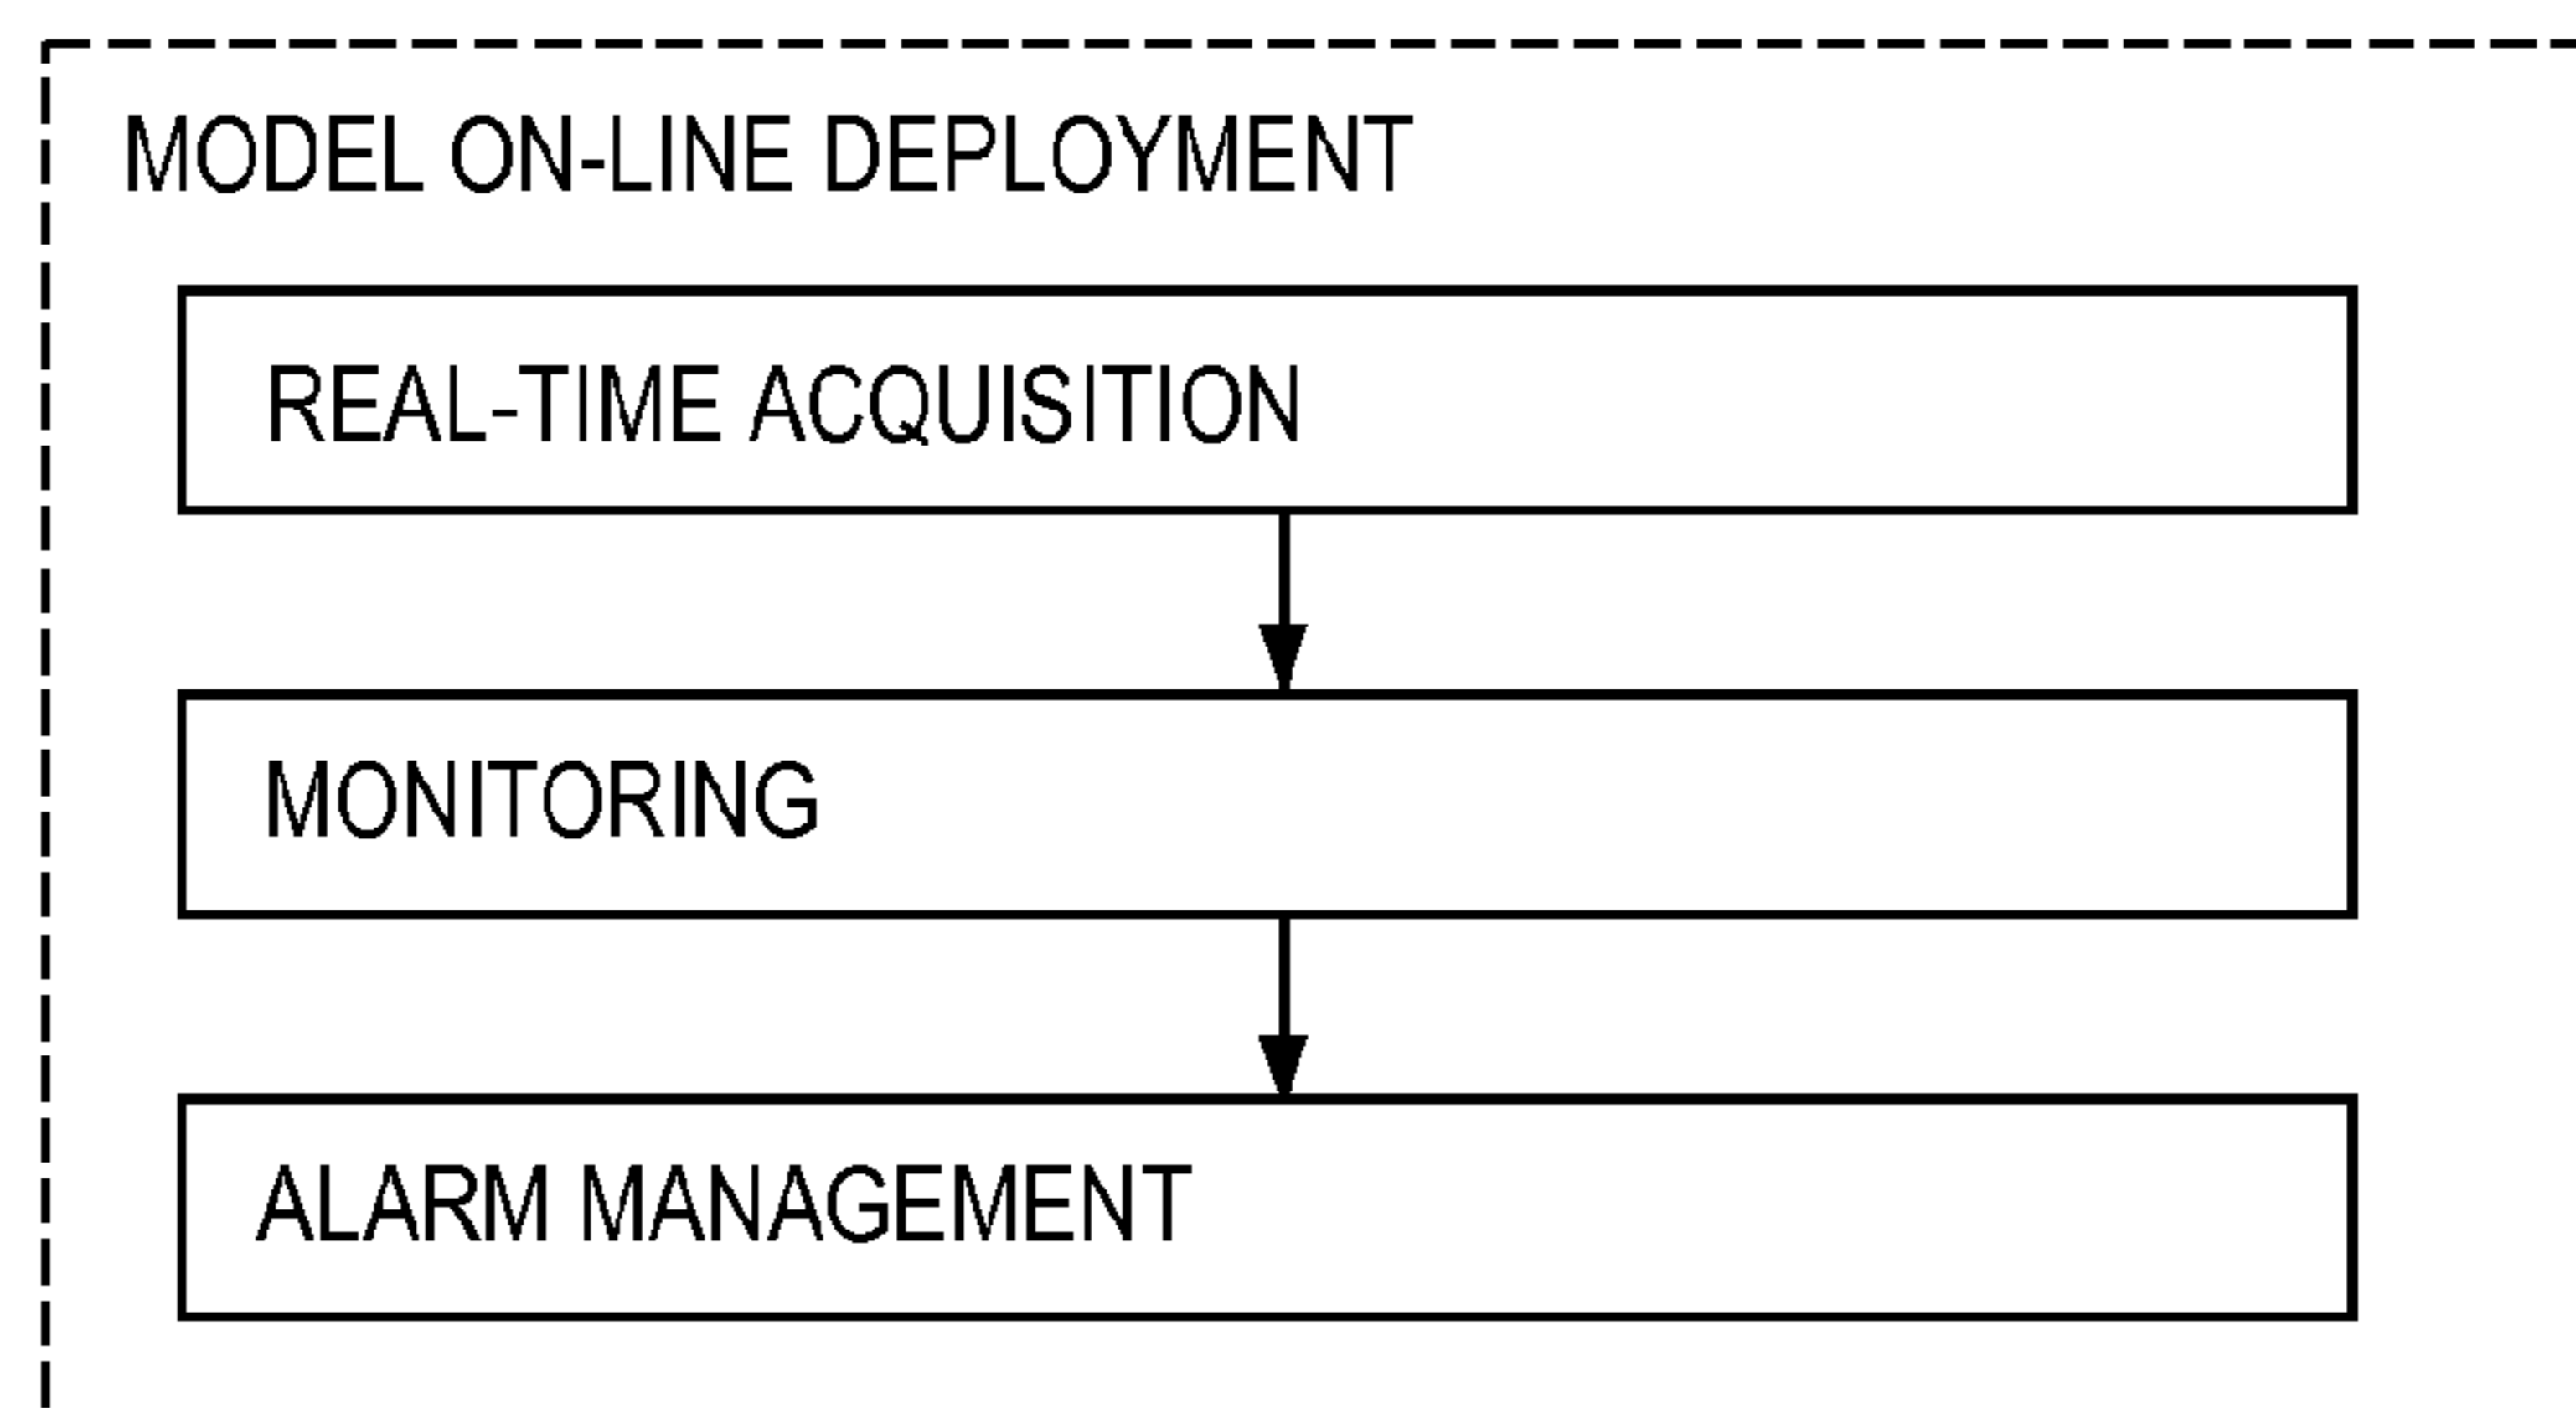 MODEL ON-LINE DEPLOYMENT
REAL-TIME ACQUISITION
MONITORING
ALARM MANAGEMENT